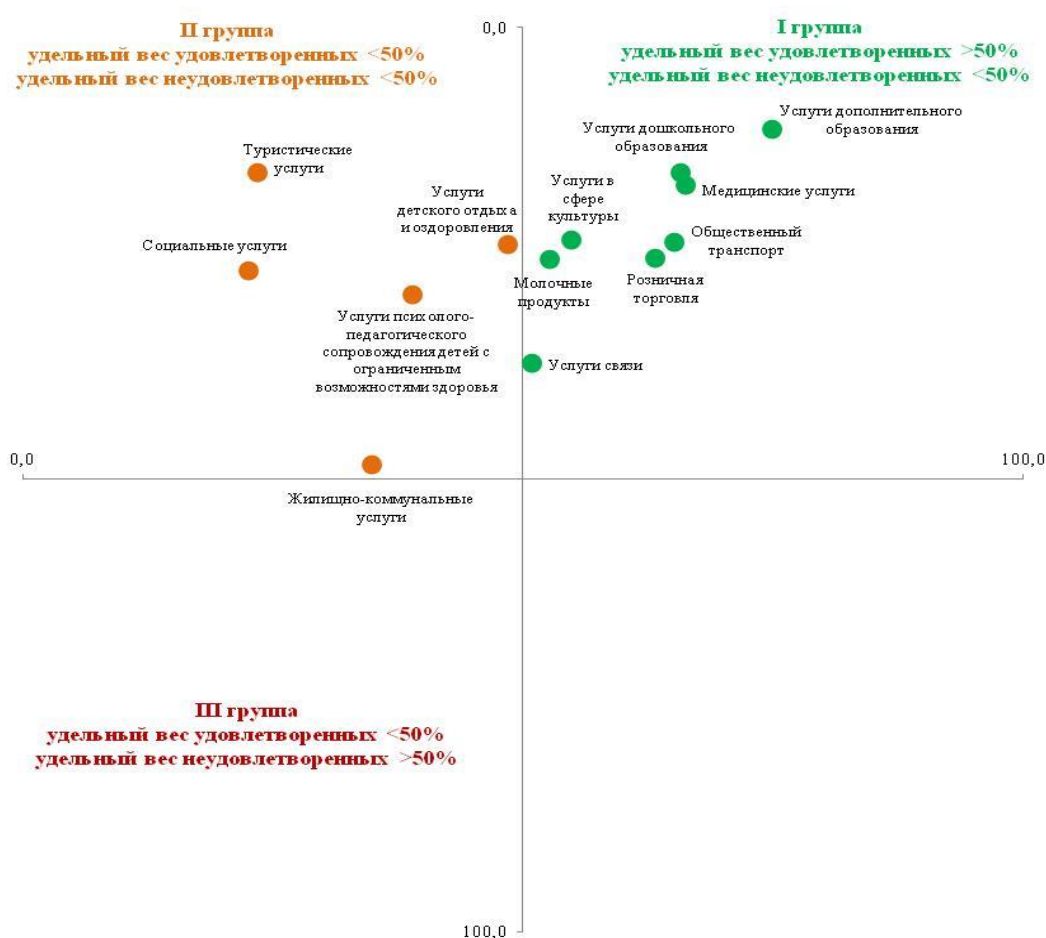 II группа
удельный вес удовлетворенных <50%
удельный вес неудовлетворенных <50%
0,0
I группа
удельный вес удовлетворенных >50%
удельный вес неудовлетворенных <50%
Услуги дополнительного
образования
Услуги дошкольного
образования
Туристические
услуги
Услуги в
сфере
культуры
Медицинские услуги
Услуги
детского отдыха
и оздоровления
Социальные услуги
Общественный
транспорт
Молочные
продукты
Розничная
торговля
Услуги психолого-
педагогического
сопровождения детей с
ограниченным
возможностями здоровья
Услуги связи
0,0
100,0
Жилищно-коммунальные
услуги
III группа
удельный вес удовлетворенных <50%
удельный вес неудовлетворенных >50%
100,0